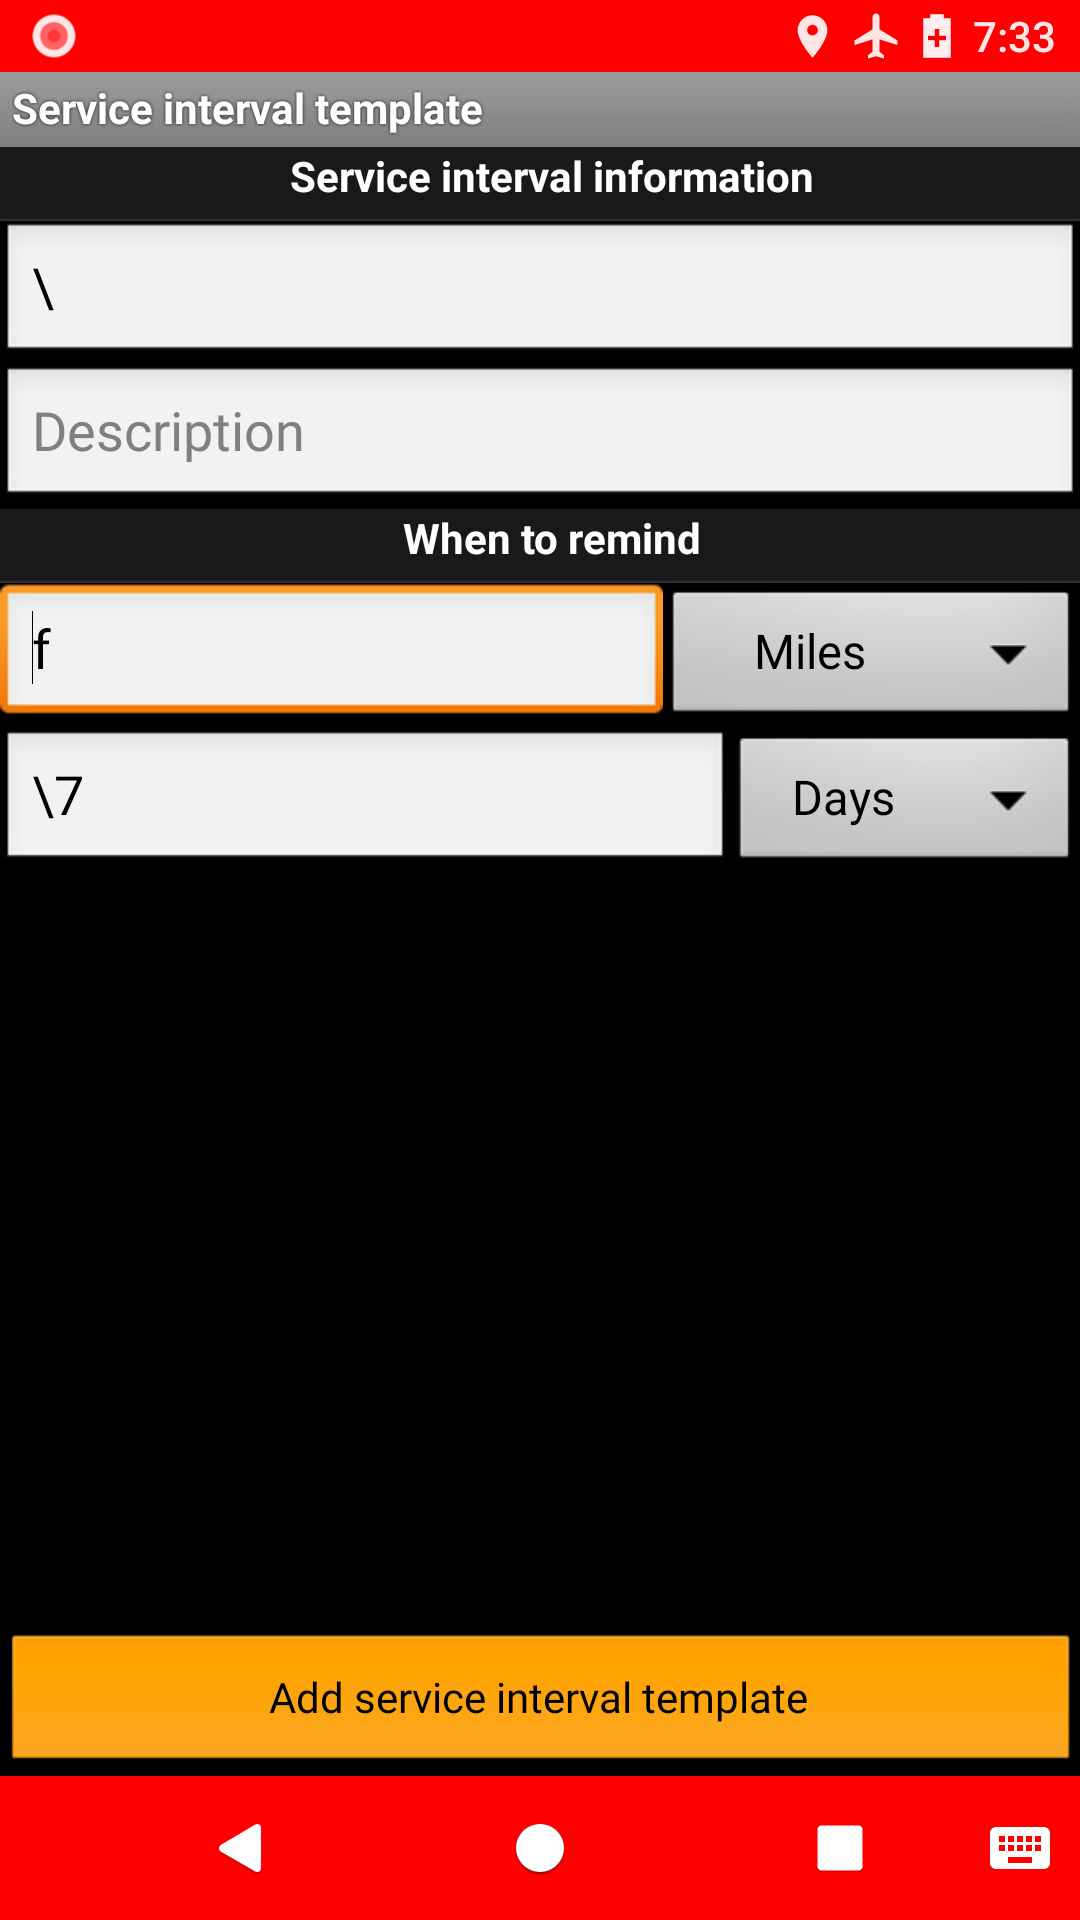 7:33
Service interval template
Service interval information
\
Description
When to remind
f
Miles
\7
Days
Add service interval template